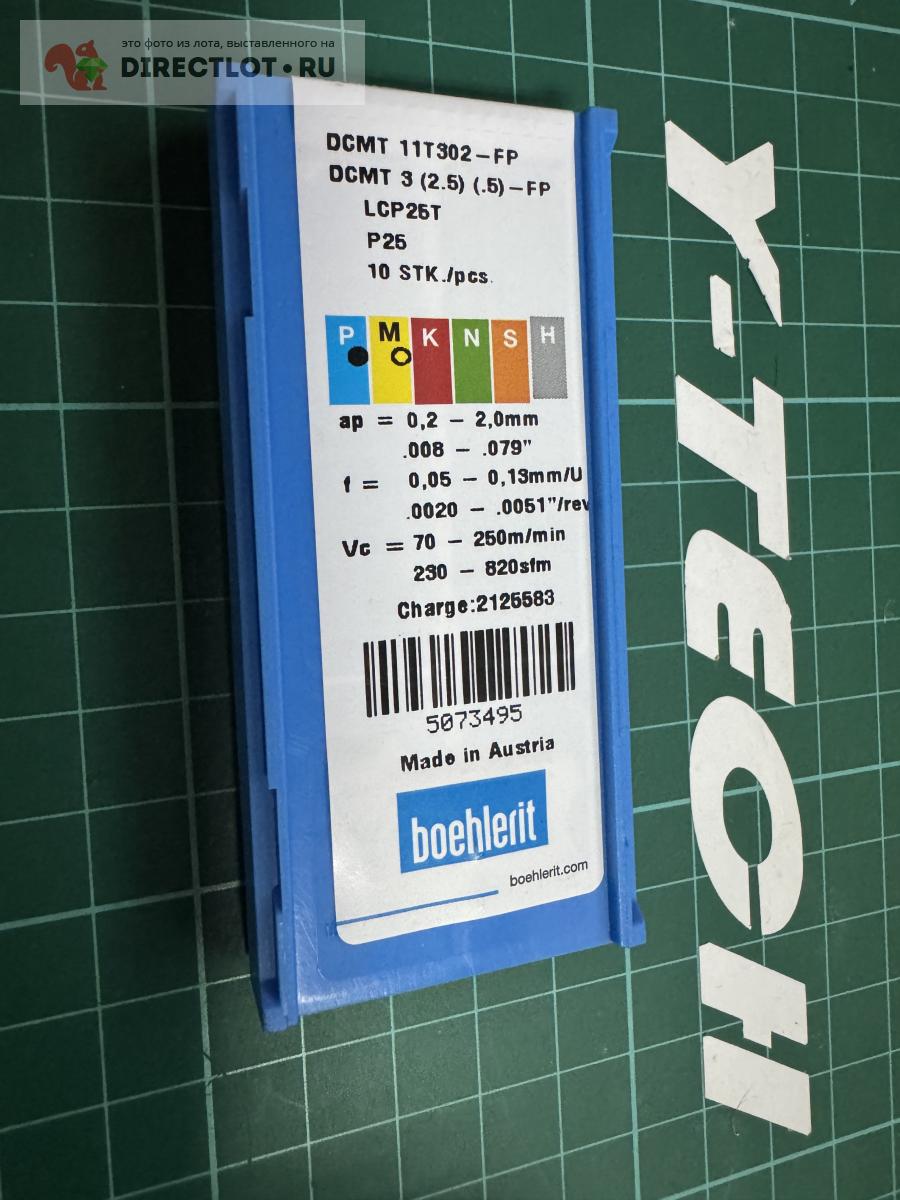 это фото из лота, выставленного на
DIRECTLOT.RU
DCMT 11T302-FP
DCMT 3 (2.5) (.5)-FP
LCP25T
P25
10 STK./pcs.
P M K N S H
ap = 0,2 - 2,0mm
.008 - .079"
f = 0,05 - 0,13mm/U
.0020 - .0051"/rev
Vc = 70 - 250m/min
230 - 820sfm
Charge:2125583
5073495
Made in Austria
boehlerit
boehlerit.com
Y-TECH